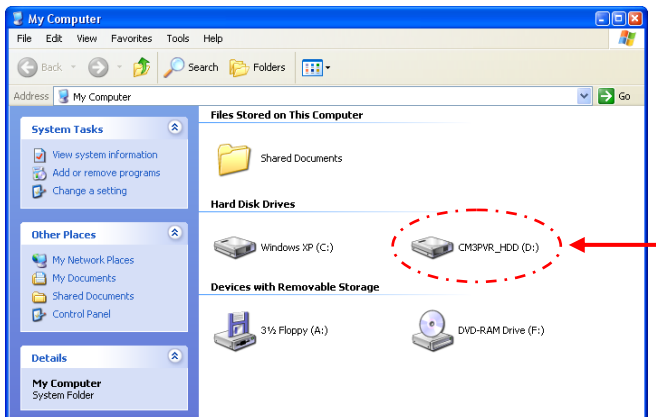 My Computer
File Edit View Favorites Tools Help
Back Search Folders
Address My Computer Go
System Tasks
View system information
Add or remove programs
Change a setting
Other Places
My Network Places
My Documents
Shared Documents
Control Panel
Details
My Computer
System Folder
Files Stored on This Computer
Shared Documents
Hard Disk Drives
Windows XP (C:) CM3PVR_HDD (D:)
Devices with Removable Storage
3½ Floppy (A:) DVD-RAM Drive (F:)